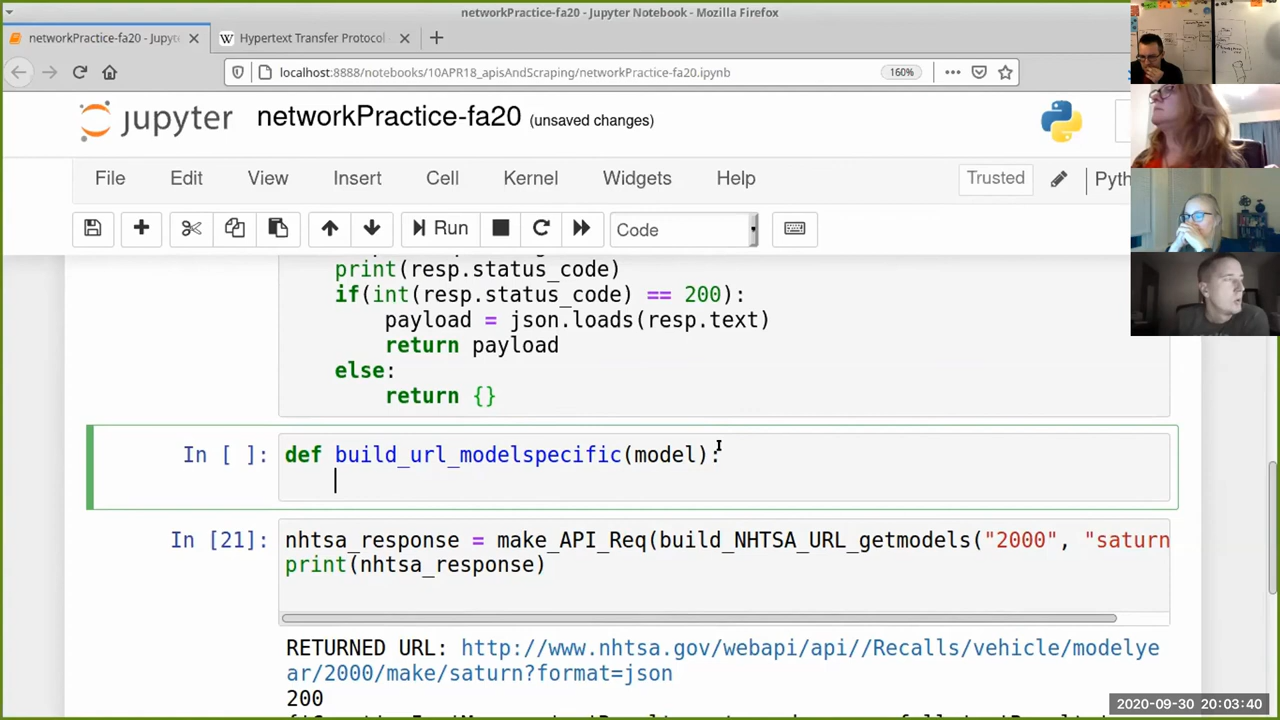 networkPractice-fa20 - Jupyter Notebook - Mozilla Firefox
networkPractice-fa20 - Jupyte
Hypertext Transfer Protocol
localhost:8888/notebooks/10APR18_apisAndScraping/networkPractice-fa20.ipynb
160%
jupyter networkPractice-fa20 (unsaved changes)
File Edit View Insert Cell Kernel Widgets Help Trusted Pyth
Run Code
print(resp.status_code)
if(int(resp.status_code) == 200):
payload = json.loads(resp.text)
return payload
else:
return {}
In [ ]: def build_url_modelspecific(model):
In [21]: nhtsa_response = make_API_Req(build_NHTSA_URL_getmodels("2000", "saturn
print(nhtsa_response)
RETURNED URL: http://www.nhtsa.gov/webapi/api//Recalls/vehicle/modelye
ar/2000/make/saturn?format=json
200
2020-09-30 20:03:40